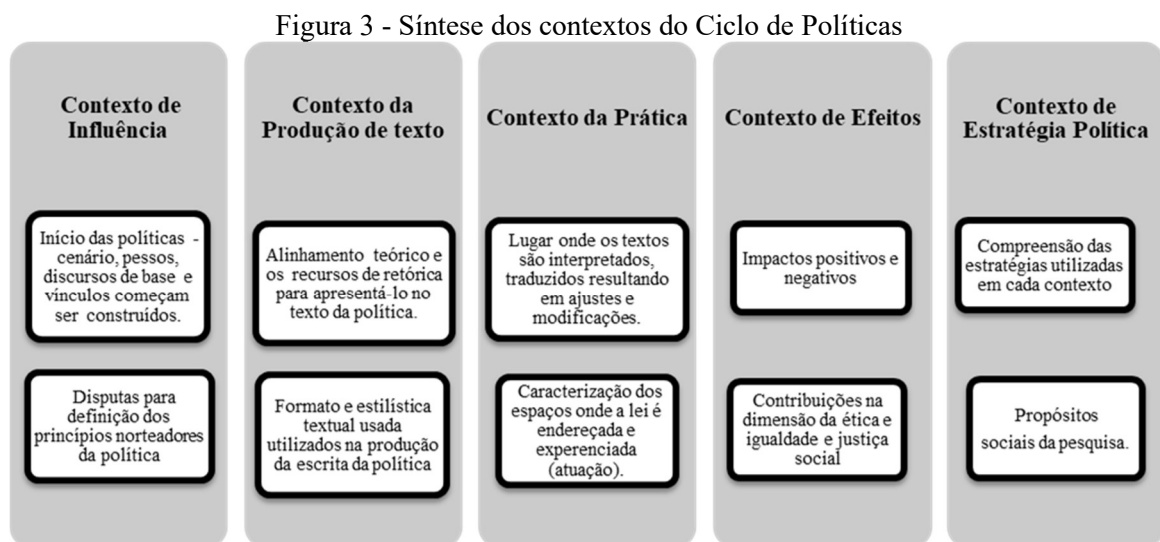 Figura 3 - Síntese dos contextos do Ciclo de Políticas
Contexto de
Influência
Início das políticas -
cenário, pessos,
discursos de base e
vínculos começam
ser construídos.
Disputas para
definição dos
princípios norteadores
da política
Contexto da
Produção de texto
Alinhamento teórico e
os recursos de retórica
para apresentá-lo no
texto da política.
Formato e estilística
textual usada
utilizados na produção
da escrita da política
Contexto da Prática
Lugar onde os textos
são interpretados,
traduzidos resultando
em ajustes e
modificações.
Caracterização dos
espaços onde a lei é
endereçada e
experenciada
(atuação).
Contexto de Efeitos
Impactos positivos e
negativos
Contribuições na
dimensão da ética e
igualdade e justiça
social
Contexto de
Estratégia Política
Compreensão das
estratégias utilizadas
em cada contexto
Propósitos
sociais da pesquisa.